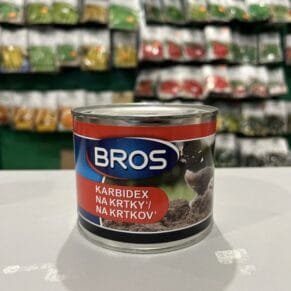 BROS
KARBIDEX
NA KRTKY¹/
NA KRTKOV¹